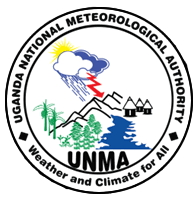 UGANDA NATIONAL METEOROLOGICAL AUTHORITY
UNMA
Weather and Climate for All